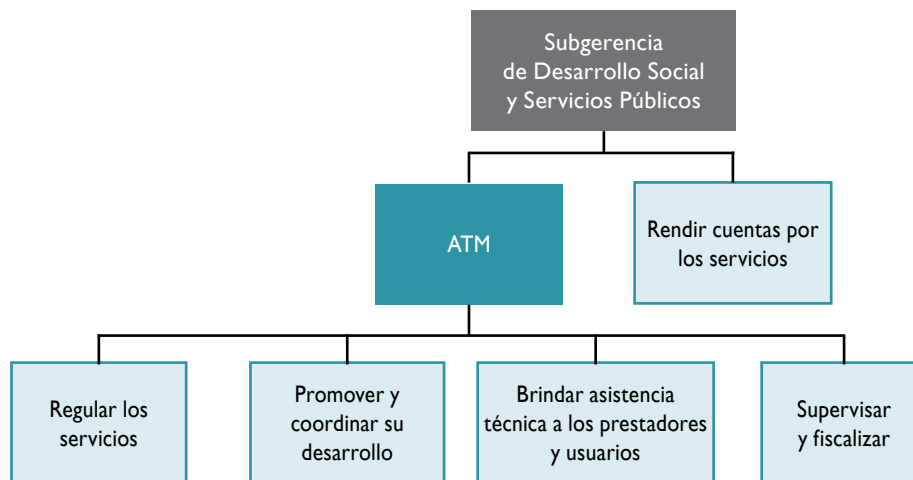 Subgerencia
de Desarrollo Social
y Servicios Públicos
ATM
Rendir cuentas por
los servicios
Regular los
servicios
Promover y
coordinar su
desarrollo
Brindar asistencia
técnica a los prestadores
y usuarios
Supervisar
y fiscalizar